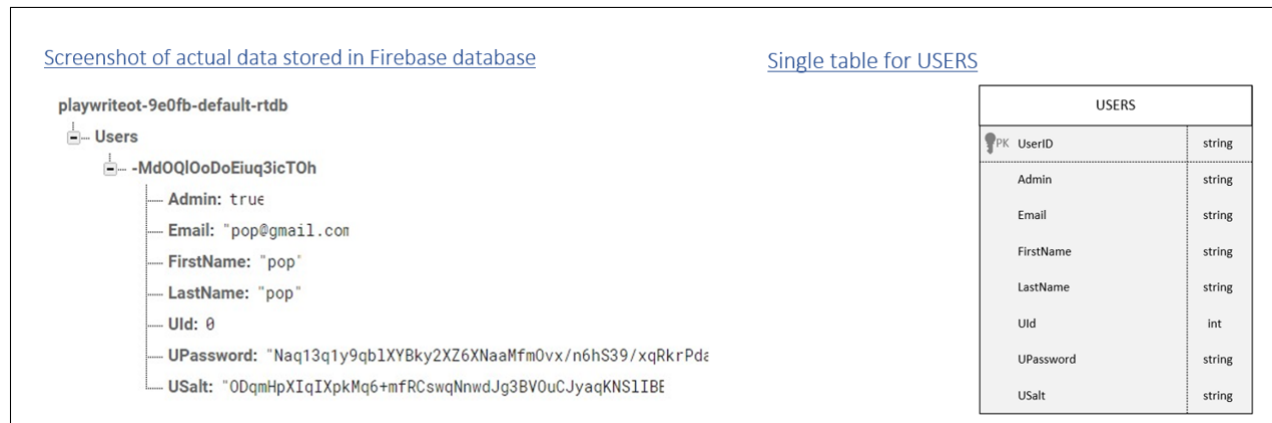 Screenshot of actual data stored in Firebase database
playwriteot-9e0fb-default-rtdb
Users
-MdOQlOoDoEiuq3icTOh
Admin: true
Email: "pop@gmail.com
FirstName: "pop"
LastName: "pop"
UId: 0
UPassword: "Naq13q1y9qblXYBky2XZ6XNaaMfmOvx/n6hS39/xqRkrPda
USalt: "ODqmHpXIqIXpkMq6+mfRCswqNnwdJg3BVOuCJyaqKNSlIBE
Single table for USERS
USERS
PK UserID string
Admin string
Email string
FirstName string
LastName string
UId int
UPassword string
USalt string